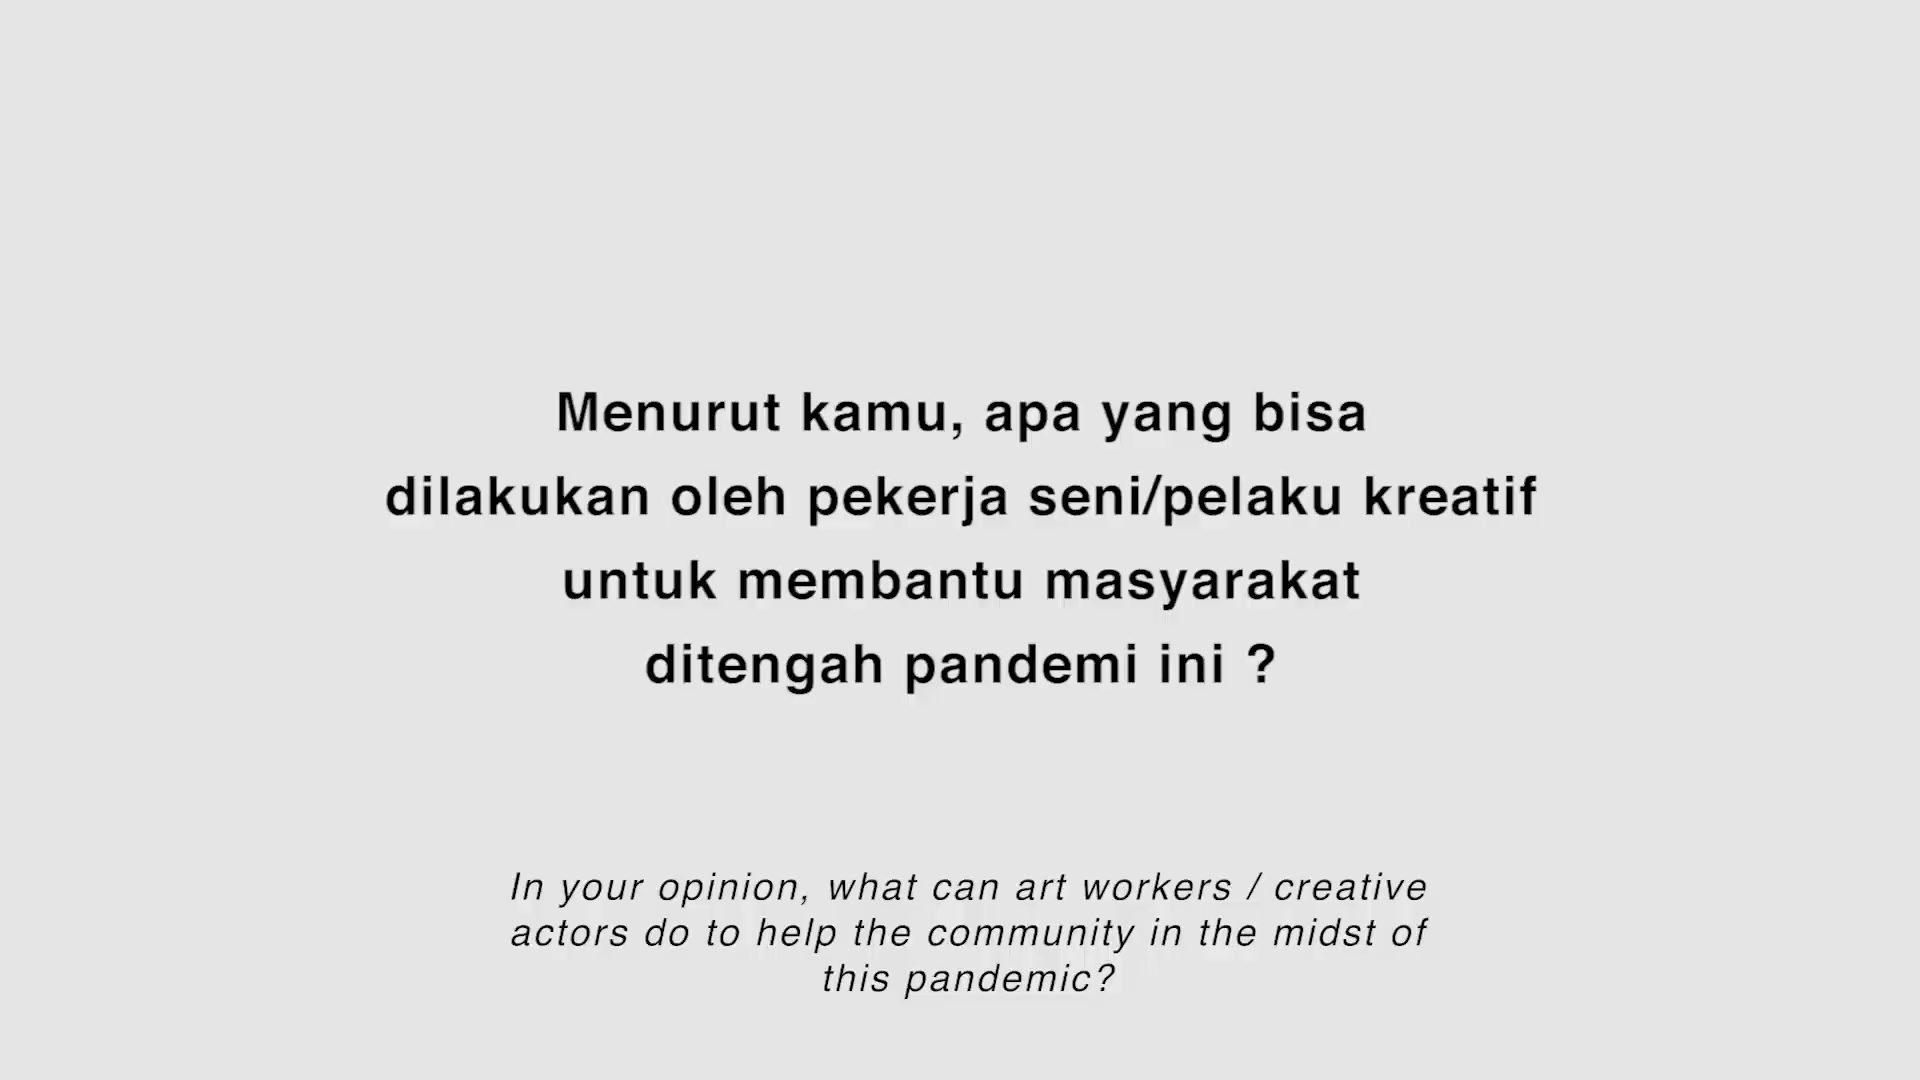 Menurut kamu, apa yang bisa
dilakukan oleh pekerja seni/pelaku kreatif
untuk membantu masyarakat
ditengah pandemi ini ?
In your opinion, what can art workers / creative
actors do to help the community in the midst of
this pandemic?